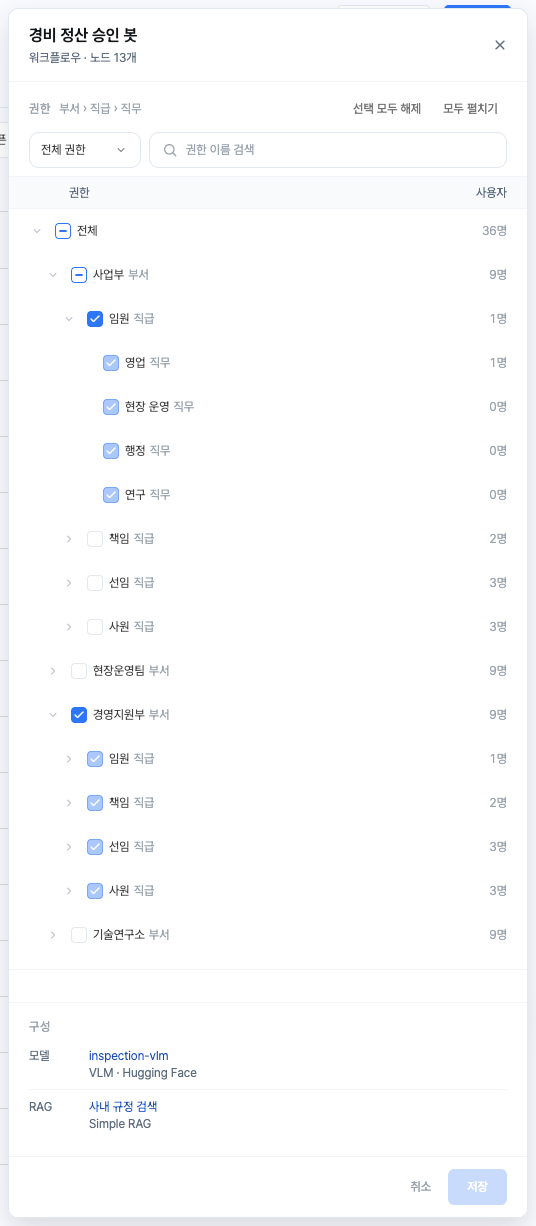 경비 정산 승인 봇
워크플로우 · 노드 13개
권한 부서 › 직급 › 직무 선택 모두 해제 모두 펼치기
전체 권한 권한 이름 검색
권한 사용자
전체 36명
사업부 부서 9명
임원 직급 1명
영업 직무 1명
현장 운영 직무 0명
행정 직무 0명
연구 직무 0명
책임 직급 2명
선임 직급 3명
사원 직급 3명
현장운영팀 부서 9명
경영지원부 부서 9명
임원 직급 1명
책임 직급 2명
선임 직급 3명
사원 직급 3명
기술연구소 부서 9명
구성
모델 inspection-vlm
VLM · Hugging Face
RAG 사내 규정 검색
Simple RAG
취소 저장